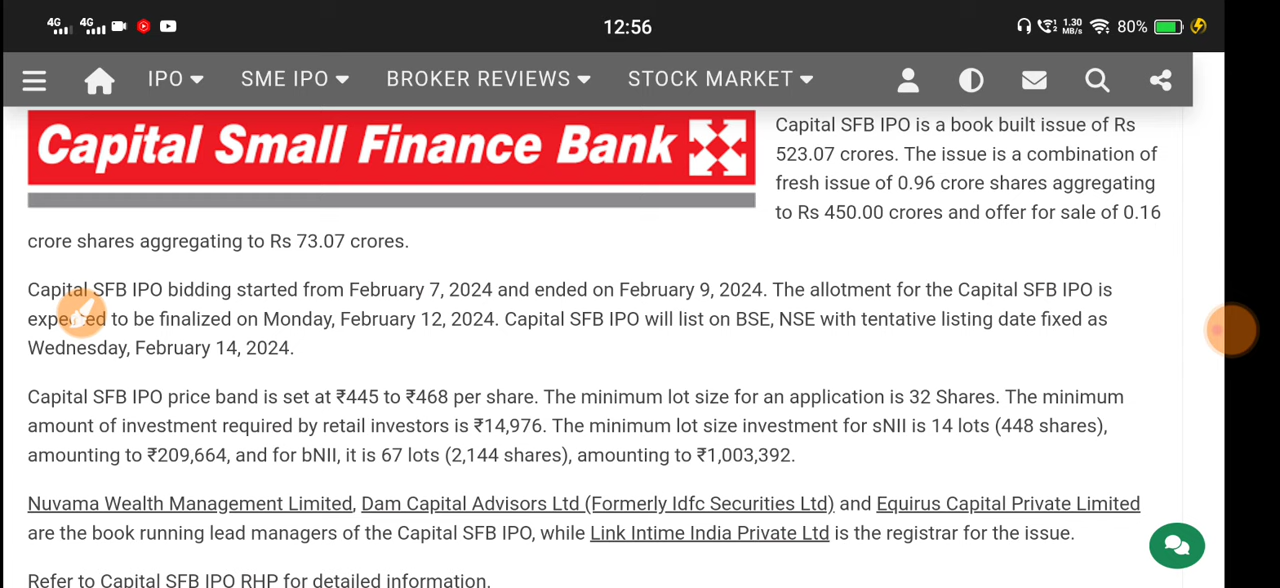 4G 4G 12:56 1.30 MB/s 80%
IPO SME IPO BROKER REVIEWS STOCK MARKET
Capital Small Finance Bank
Capital SFB IPO is a book built issue of Rs
523.07 crores. The issue is a combination of
fresh issue of 0.96 crore shares aggregating
to Rs 450.00 crores and offer for sale of 0.16
crore shares aggregating to Rs 73.07 crores.
Capital SFB IPO bidding started from February 7, 2024 and ended on February 9, 2024. The allotment for the Capital SFB IPO is
expected to be finalized on Monday, February 12, 2024. Capital SFB IPO will list on BSE, NSE with tentative listing date fixed as
Wednesday, February 14, 2024.
Capital SFB IPO price band is set at ₹445 to ₹468 per share. The minimum lot size for an application is 32 Shares. The minimum
amount of investment required by retail investors is ₹14,976. The minimum lot size investment for sNII is 14 lots (448 shares),
amounting to ₹209,664, and for bNII, it is 67 lots (2,144 shares), amounting to ₹1,003,392.
Nuvama Wealth Management Limited, Dam Capital Advisors Ltd (Formerly Idfc Securities Ltd) and Equirus Capital Private Limited
are the book running lead managers of the Capital SFB IPO, while Link Intime India Private Ltd is the registrar for the issue.
Refer to Capital SFB IPO RHP for detailed information.